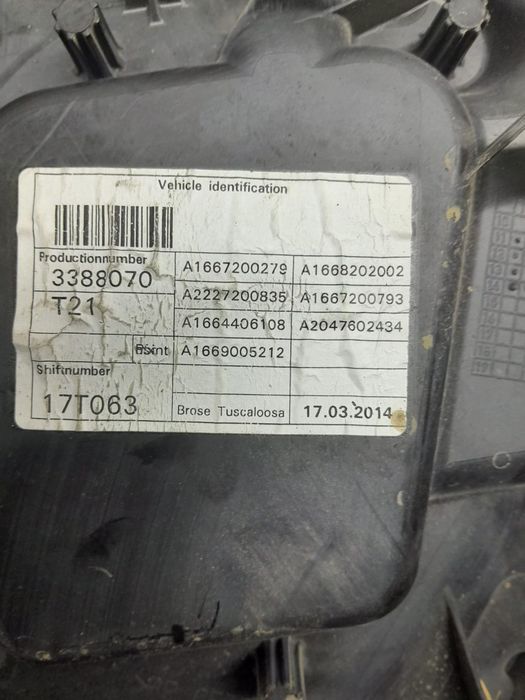 Vehicle identification
Productionnumber
3388070 A1667200279 A1668202002
T21 A2227200835 A1667200793
A1664406108 A2047602434
A1669005212
Shiftnumber
17T063 Brose Tuscaloosa 17.03.2014